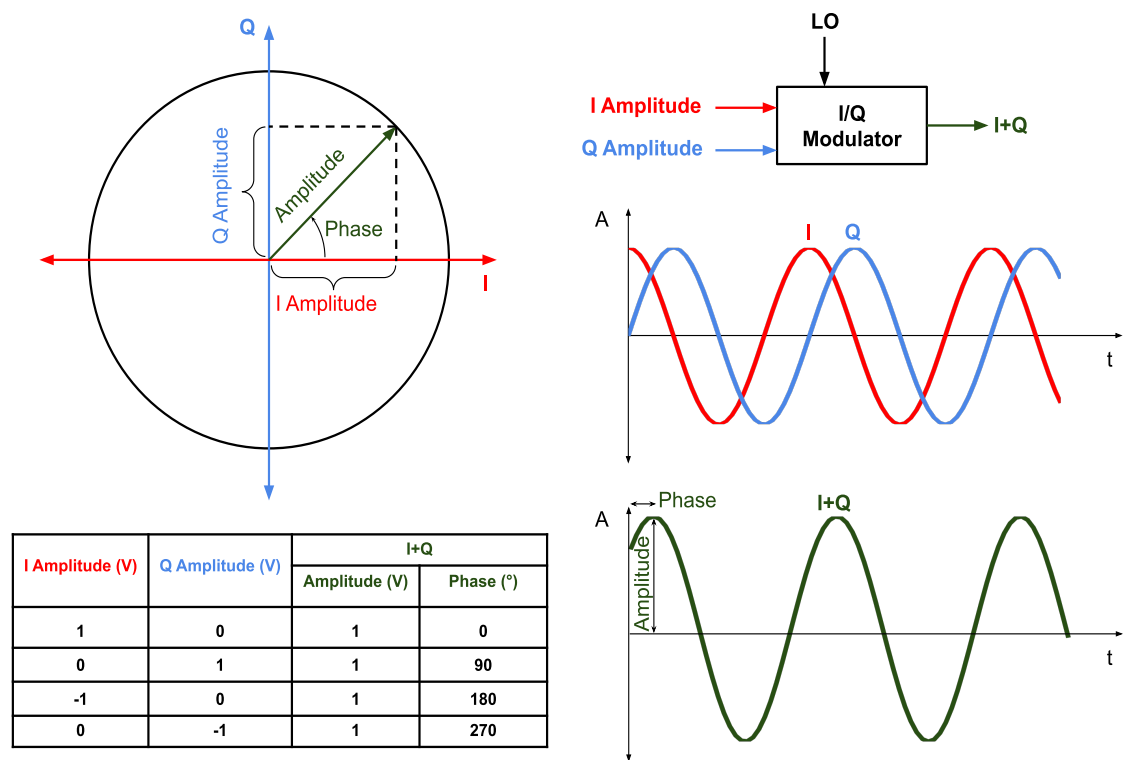 Q
Q Amplitude
Amplitude
Phase
I
I Amplitude
LO
I Amplitude
Q Amplitude
I/Q
Modulator
I+Q
A
I
Q
t
Phase
I+Q
A
Amplitude
t
I Amplitude (V) Q Amplitude (V) I+Q
Amplitude (V) Phase (°)
1 0 1 0
0 1 1 90
-1 0 1 180
0 -1 1 270